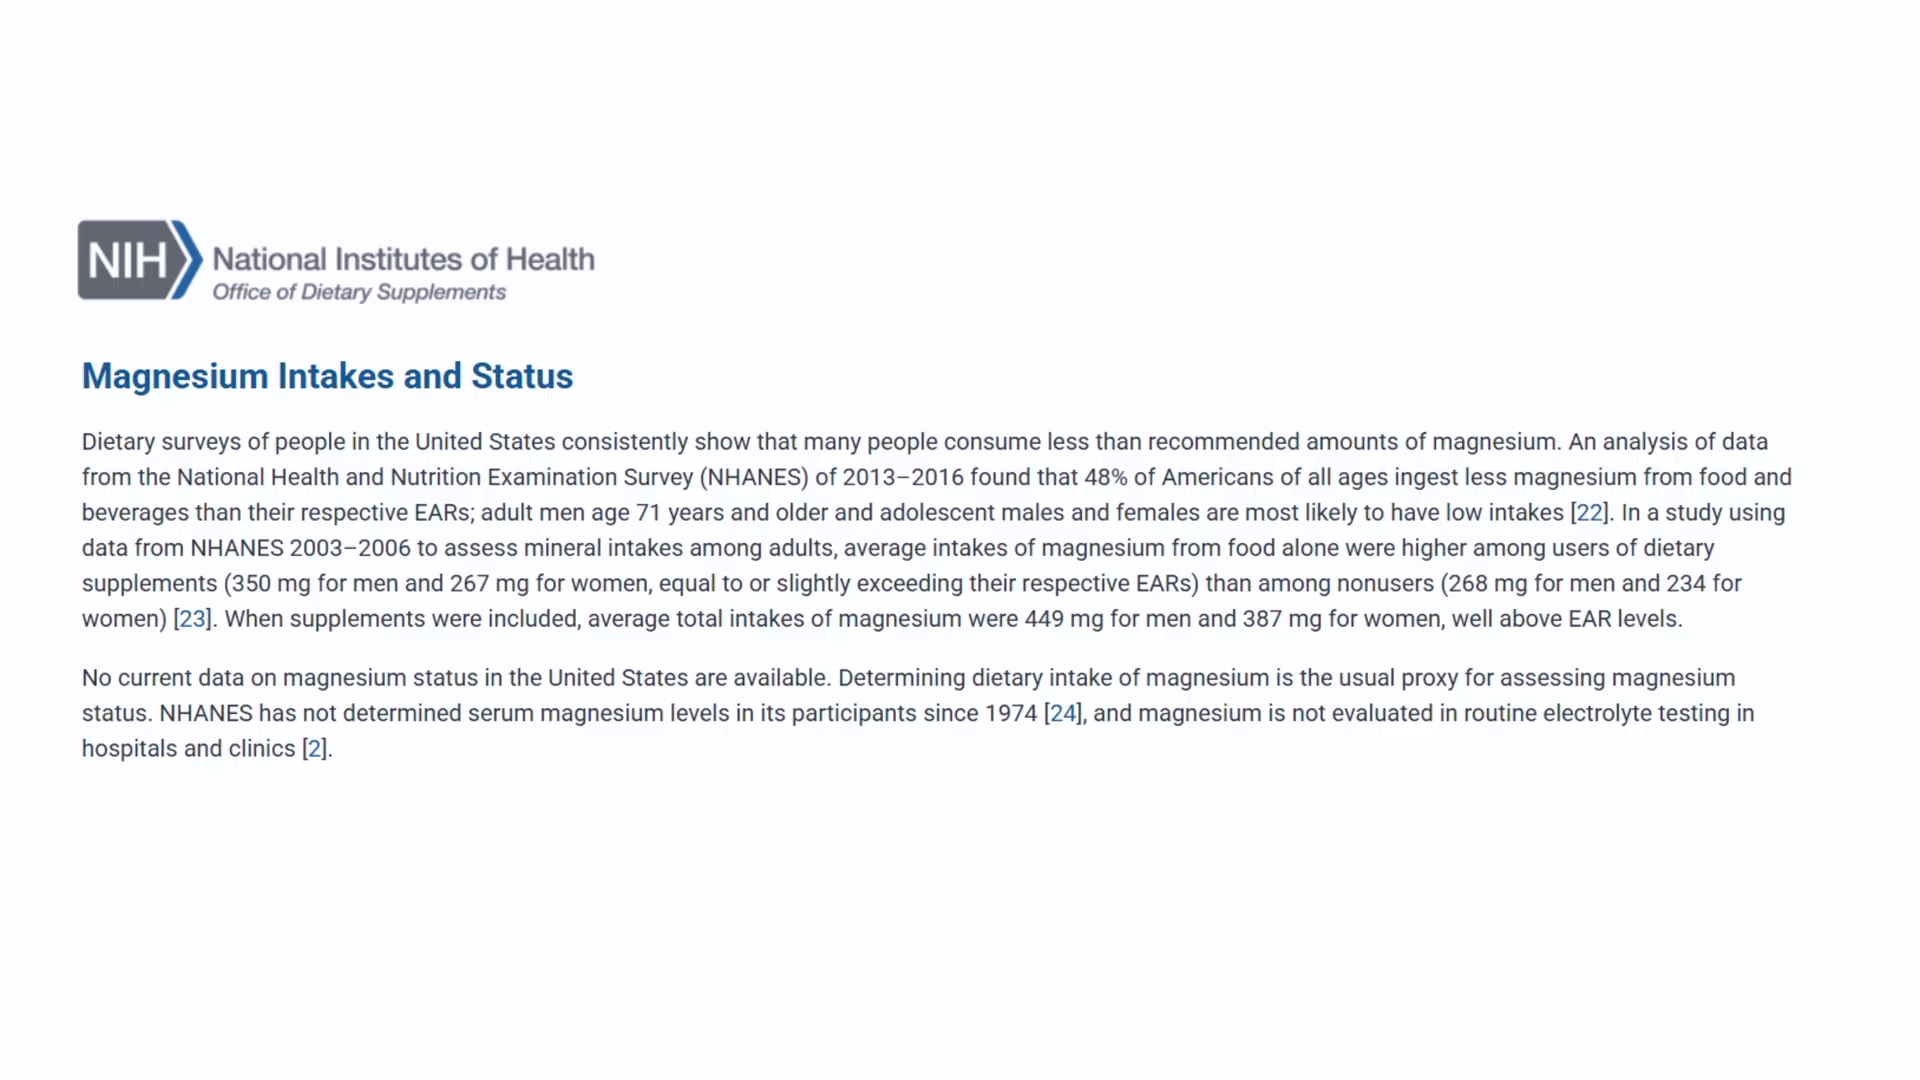 NIH National Institutes of Health
Office of Dietary Supplements
Magnesium Intakes and Status
Dietary surveys of people in the United States consistently show that many people consume less than recommended amounts of magnesium. An analysis of data
from the National Health and Nutrition Examination Survey (NHANES) of 2013–2016 found that 48% of Americans of all ages ingest less magnesium from food and
beverages than their respective EARs; adult men age 71 years and older and adolescent males and females are most likely to have low intakes [22]. In a study using
data from NHANES 2003–2006 to assess mineral intakes among adults, average intakes of magnesium from food alone were higher among users of dietary
supplements (350 mg for men and 267 mg for women, equal to or slightly exceeding their respective EARs) than among nonusers (268 mg for men and 234 for
women) [23]. When supplements were included, average total intakes of magnesium were 449 mg for men and 387 mg for women, well above EAR levels.
No current data on magnesium status in the United States are available. Determining dietary intake of magnesium is the usual proxy for assessing magnesium
status. NHANES has not determined serum magnesium levels in its participants since 1974 [24], and magnesium is not evaluated in routine electrolyte testing in
hospitals and clinics [2].